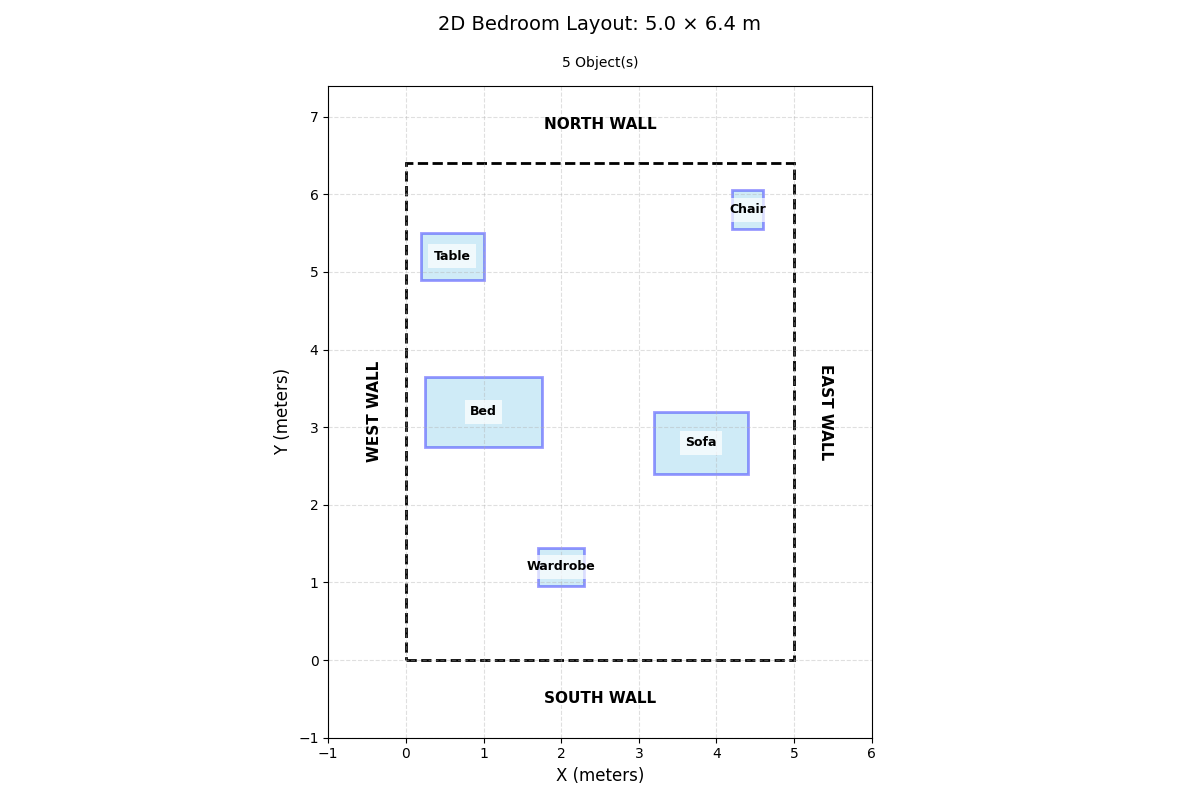 2D Bedroom Layout: 5.0 × 6.4 m
5 Object(s)
NORTH WALL
Chair
Table
Bed
Sofa
Wardrobe
WEST WALL
EAST WALL
SOUTH WALL
7
6
5
4
3
2
1
0
−1
Y (meters)
−1 0 1 2 3 4 5 6
X (meters)